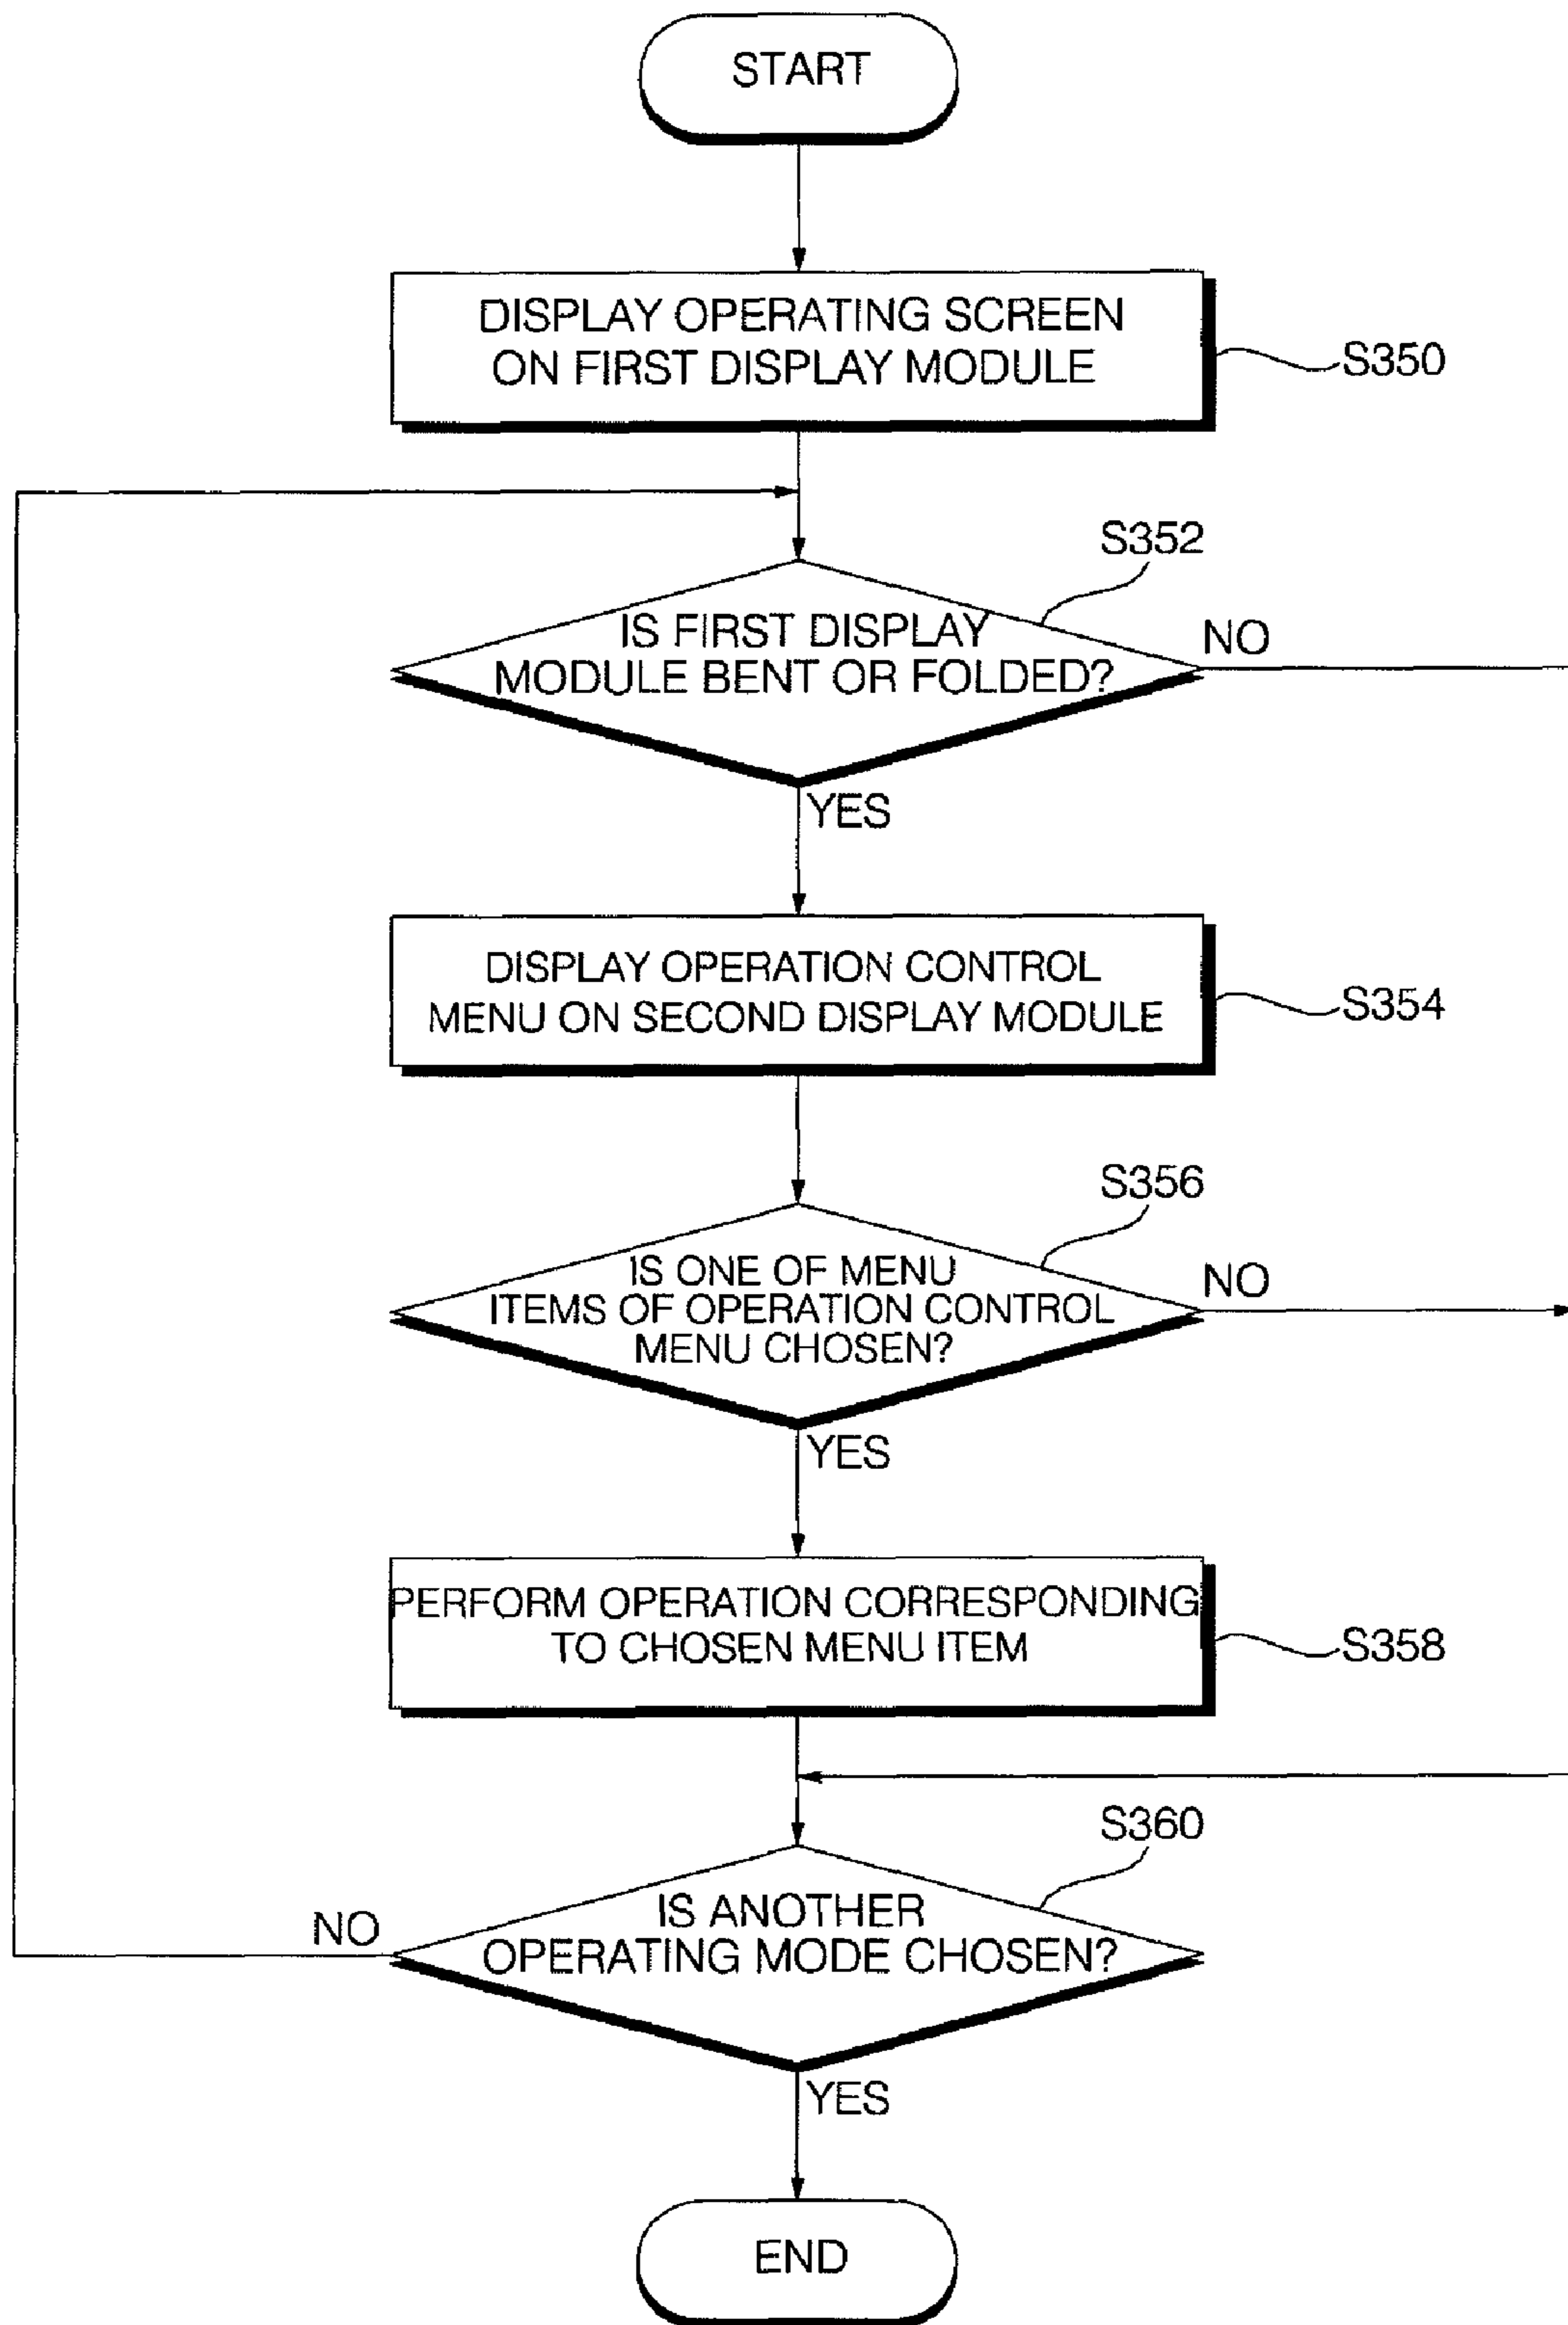 START
DISPLAY OPERATING SCREEN
ON FIRST DISPLAY MODULE
S350
S352
IS FIRST DISPLAY
MODULE BENT OR FOLDED?
NO
YES
DISPLAY OPERATION CONTROL
MENU ON SECOND DISPLAY MODULE
S354
S356
IS ONE OF MENU
ITEMS OF OPERATION CONTROL
MENU CHOSEN?
NO
YES
PERFORM OPERATION CORRESPONDING
TO CHOSEN MENU ITEM
S358
S360
IS ANOTHER
OPERATING MODE CHOSEN?
NO
YES
END